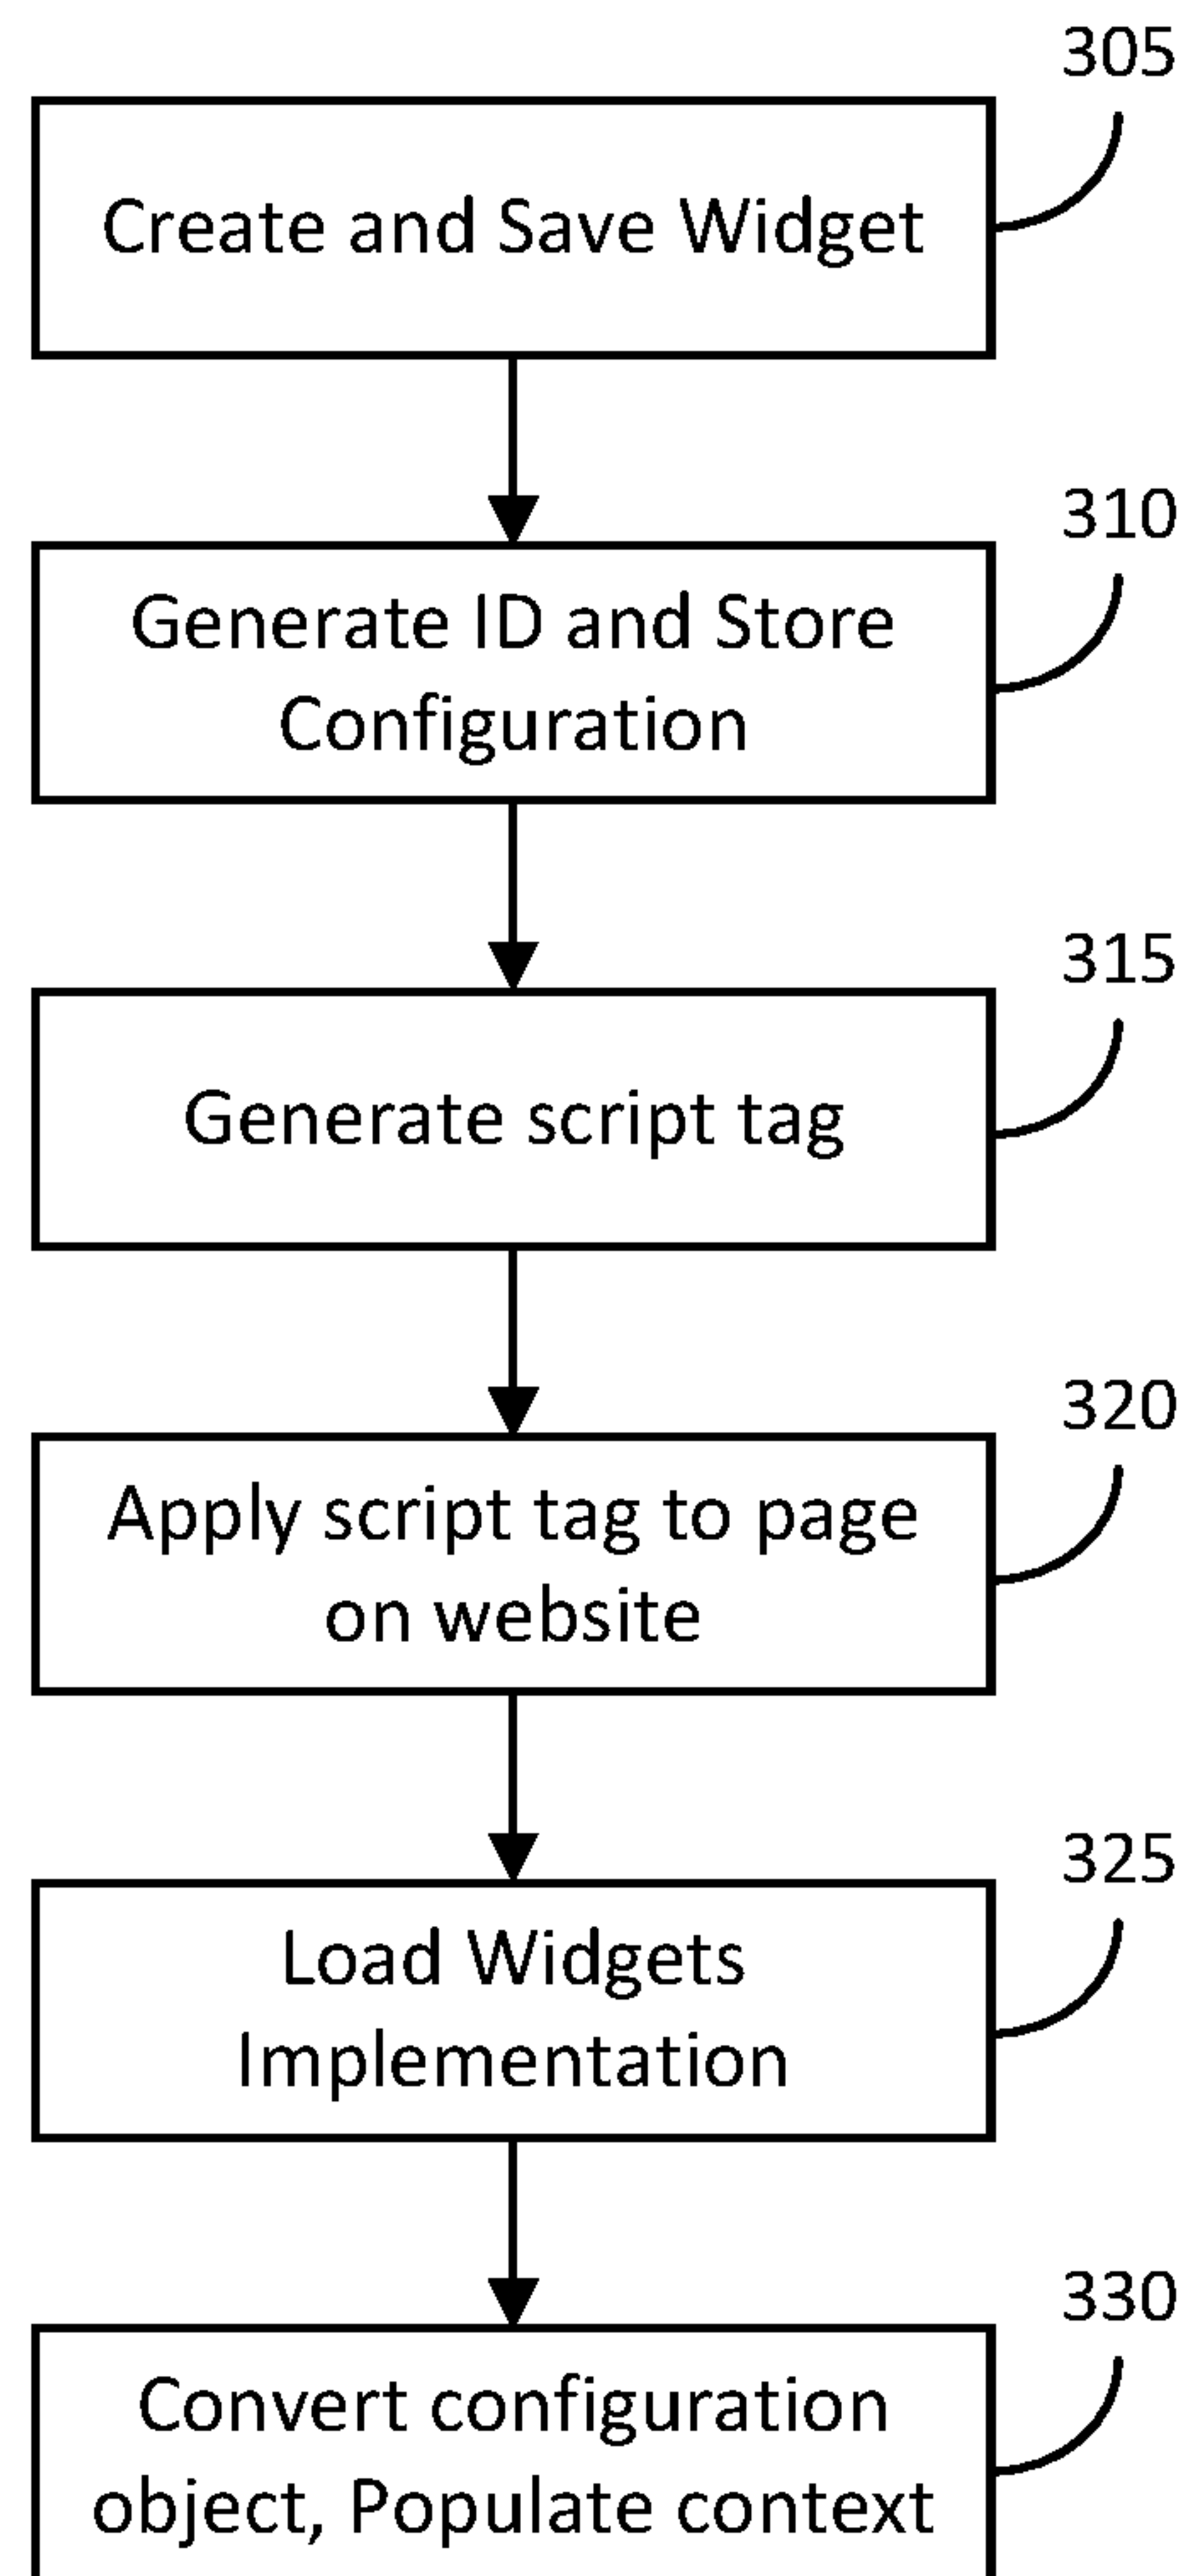 305
Create and Save Widget
310
Generate ID and Store
Configuration
315
Generate script tag
320
Apply script tag to page
on website
325
Load Widgets
Implementation
330
Convert configuration
object, Populate context